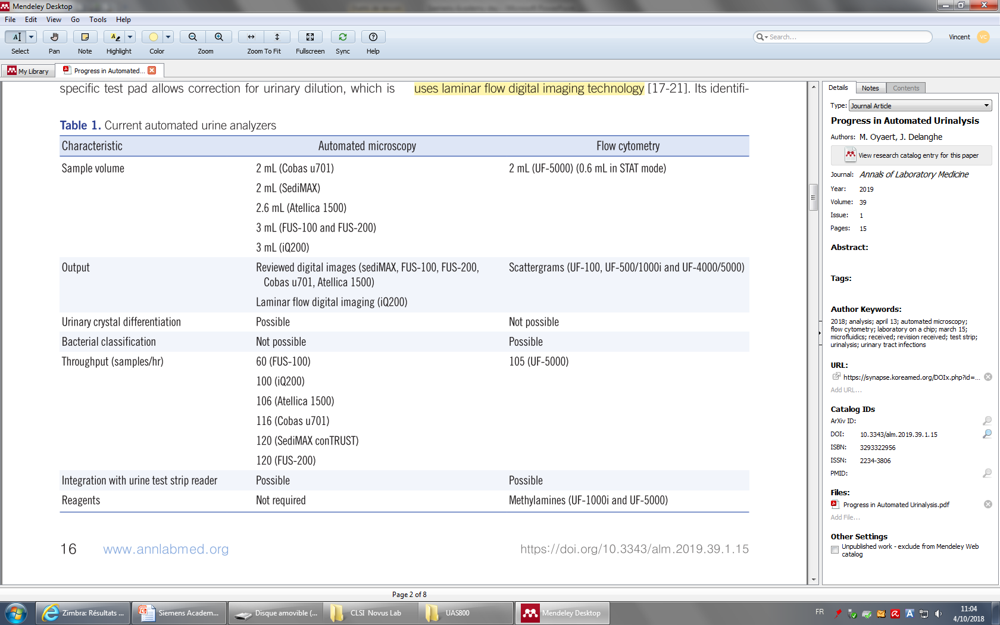 Mendeley Desktop
File Edit View Go Tools Help
Select Pan Note Highlight Color Zoom Zoom To Fit Fullscreen Sync Help
Search...
Vincent VC
My Library Progress in Automated...
specific test pad allows correction for urinary dilution, which is
uses laminar flow digital imaging technology [17-21]. Its identifi-
Table 1. Current automated urine analyzers
Characteristic Automated microscopy Flow cytometry
Sample volume 2 mL (Cobas u701) 2 mL (UF-5000) (0.6 mL in STAT mode)
2 mL (SediMAX)
2.6 mL (Atellica 1500)
3 mL (FUS-100 and FUS-200)
3 mL (iQ200)
Output Reviewed digital images (sediMAX, FUS-100, FUS-200, Scattergrams (UF-100, UF-500/1000i and UF-4000/5000)
Cobas u701, Atellica 1500)
Laminar flow digital imaging (iQ200)
Urinary crystal differentiation Possible Not possible
Bacterial classification Not possible Possible
Throughput (samples/hr) 60 (FUS-100) 105 (UF-5000)
100 (iQ200)
106 (Atellica 1500)
116 (Cobas u701)
120 (SediMAX conTRUST)
120 (FUS-200)
Integration with urine test strip reader Possible Possible
Reagents Not required Methylamines (UF-1000i and UF-5000)
16 www.annlabmed.org https://doi.org/10.3343/alm.2019.39.1.15
Details Notes Contents
Type: Journal Article
Progress in Automated Urinalysis
Authors: M. Oyaert, J. Delanghe
View research catalog entry for this paper
Journal: Annals of Laboratory Medicine
Year: 2019
Volume: 39
Issue: 1
Pages: 15
Abstract:
Tags:
Author Keywords:
2018; analysis; april 13; automated microscopy;
flow cytometry; laboratory on a chip; march 15;
microfluidics; received; revision received; test strip;
urinalysis; urinary tract infections
URL:
https://synapse.koreamed.org/DOIx.php?id=...
Add URL...
Catalog IDs
ArXiv ID:
DOI: 10.3343/alm.2019.39.1.15
ISBN: 3293322956
ISSN: 2234-3806
PMID:
Files:
Progress in Automated Urinalysis.pdf
Add File...
Other Settings
Unpublished work - exclude from Mendeley Web
catalog
Page 2 of 8
Zimbra: Résultats ... Siemens Academ... Disque amovible (... CLSI Novus Lab UAS800 Mendeley Desktop
FR
11:04
4/10/2018